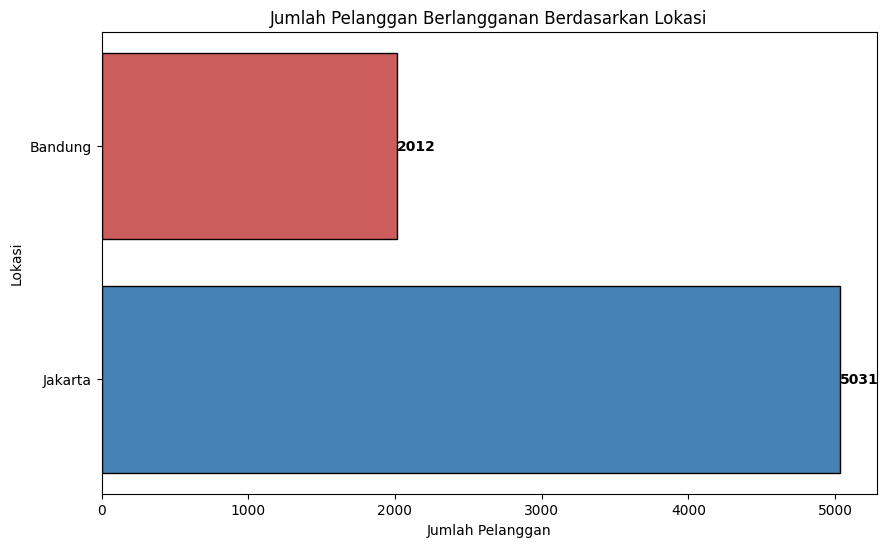 Jumlah Pelanggan Berlangganan Berdasarkan Lokasi
Bandung
2012
Lokasi
Jakarta
5031
0 1000 2000 3000 4000 5000
Jumlah Pelanggan